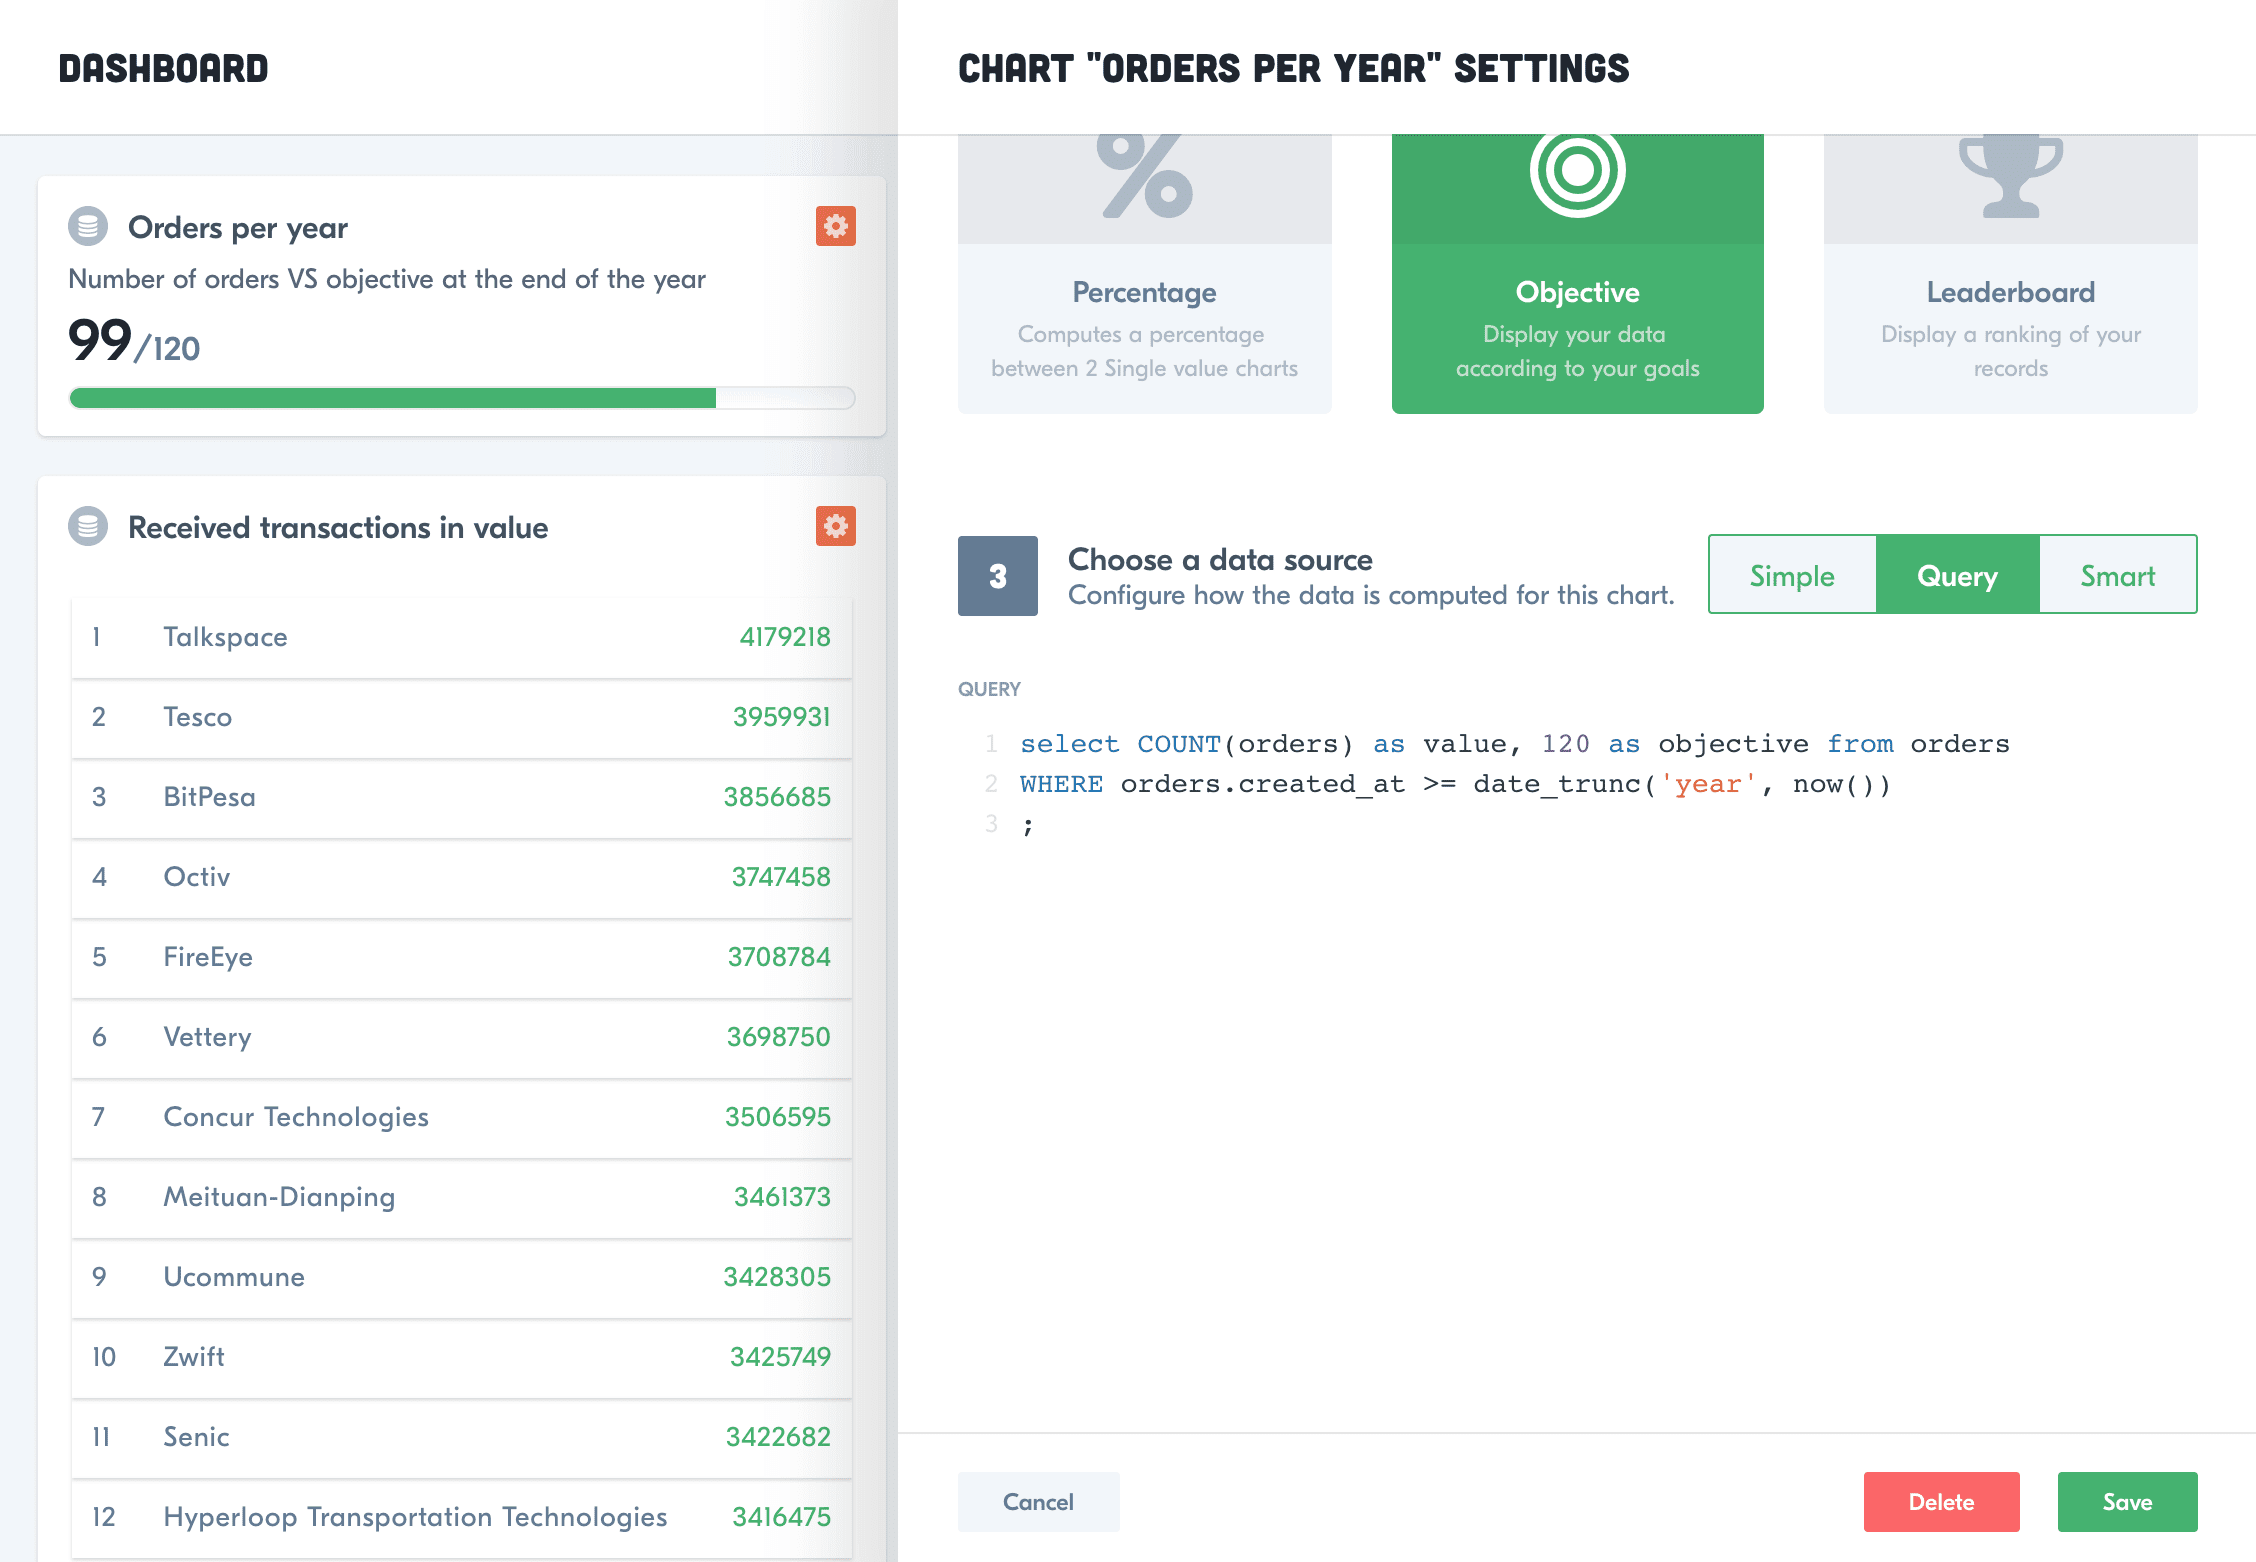 DASHBOARD
Orders per year
Number of orders VS objective at the end of the year
99/120
Received transactions in value
1 Talkspace 4179218
2 Tesco 3959931
3 BitPesa 3856685
4 Octiv 3747458
5 FireEye 3708784
6 Vettery 3698750
7 Concur Technologies 3506595
8 Meituan-Dianping 3461373
9 Ucommune 3428305
10 Zwift 3425749
11 Senic 3422682
12 Hyperloop Transportation Technologies 3416475
CHART "ORDERS PER YEAR" SETTINGS
%
Percentage
Computes a percentage
between 2 Single value charts
Objective
Display your data
according to your goals
Leaderboard
Display a ranking of your
records
3
Choose a data source
Configure how the data is computed for this chart.
Simple Query Smart
QUERY
1 select COUNT(orders) as value, 120 as objective from orders
2 WHERE orders.created_at >= date_trunc('year', now())
3 ;
Cancel Delete Save